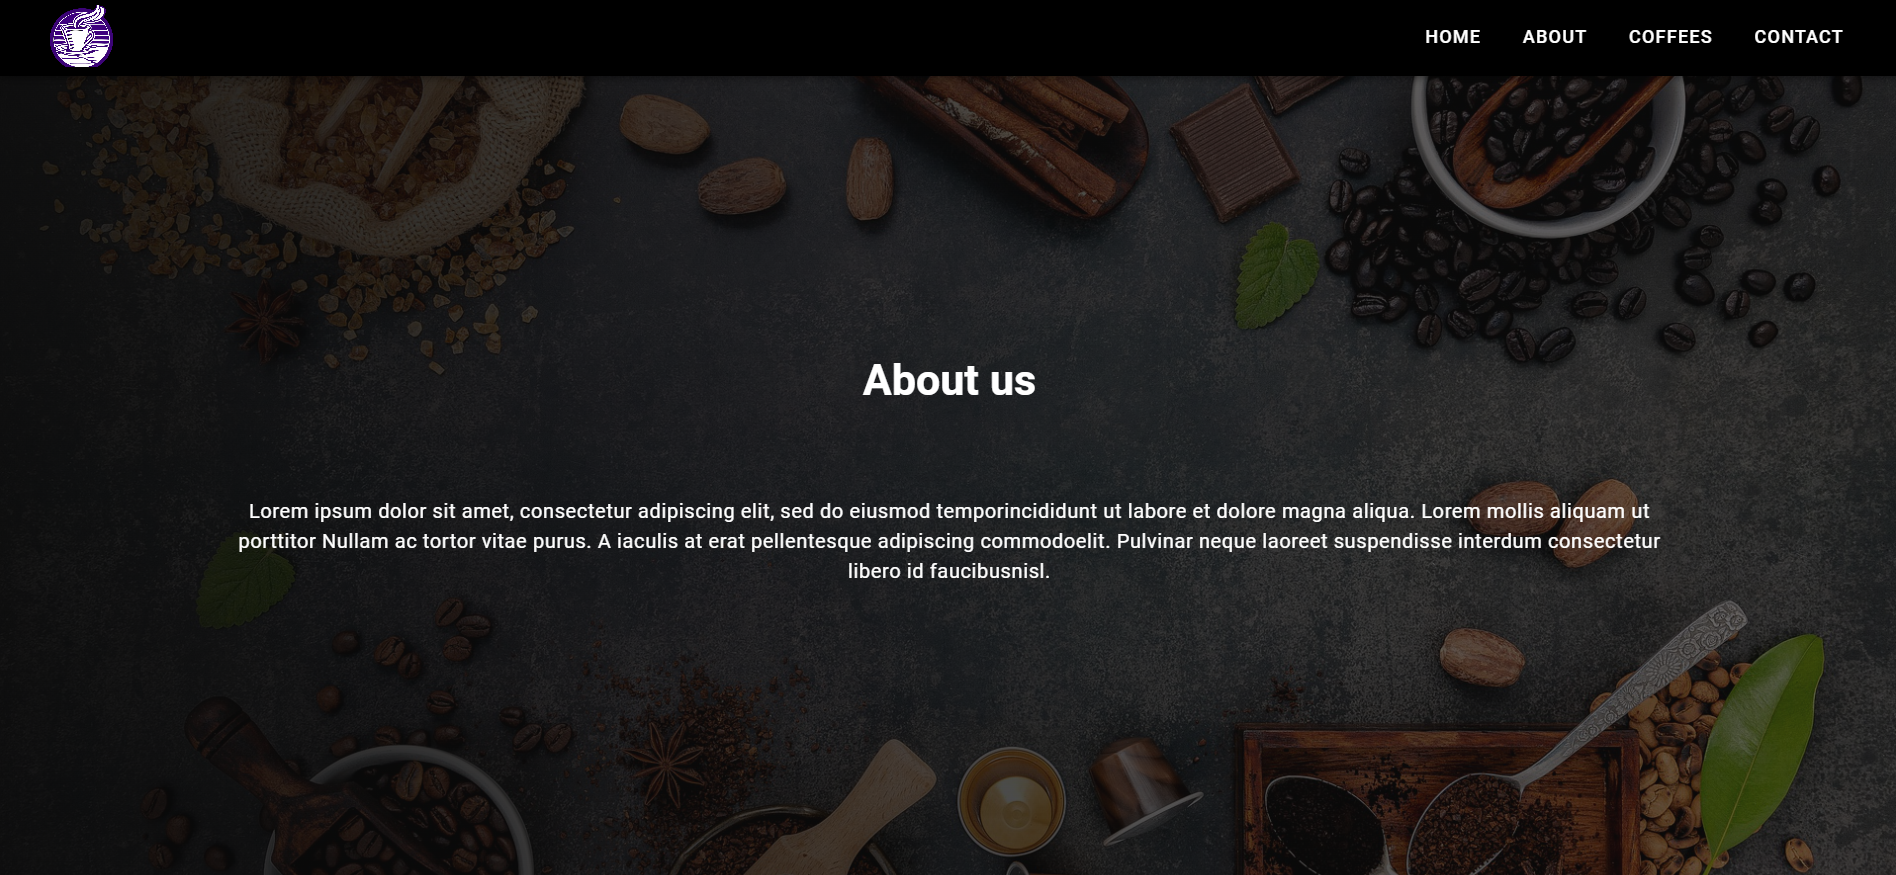 HOME ABOUT COFFEES CONTACT
About us
Lorem ipsum dolor sit amet, consectetur adipiscing elit, sed do eiusmod temporincididunt ut labore et dolore magna aliqua. Lorem mollis aliquam ut
porttitor Nullam ac tortor vitae purus. A iaculis at erat pellentesque adipiscing commodoelit. Pulvinar neque laoreet suspendisse interdum consectetur
libero id faucibusnisl.